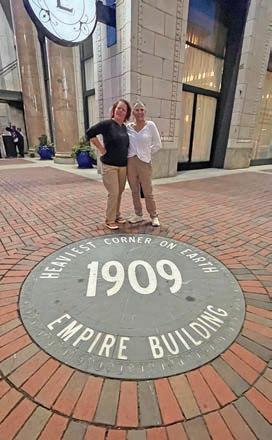 HEAVIEST CORNER ON EARTH
1909
EMPIRE BUILDING